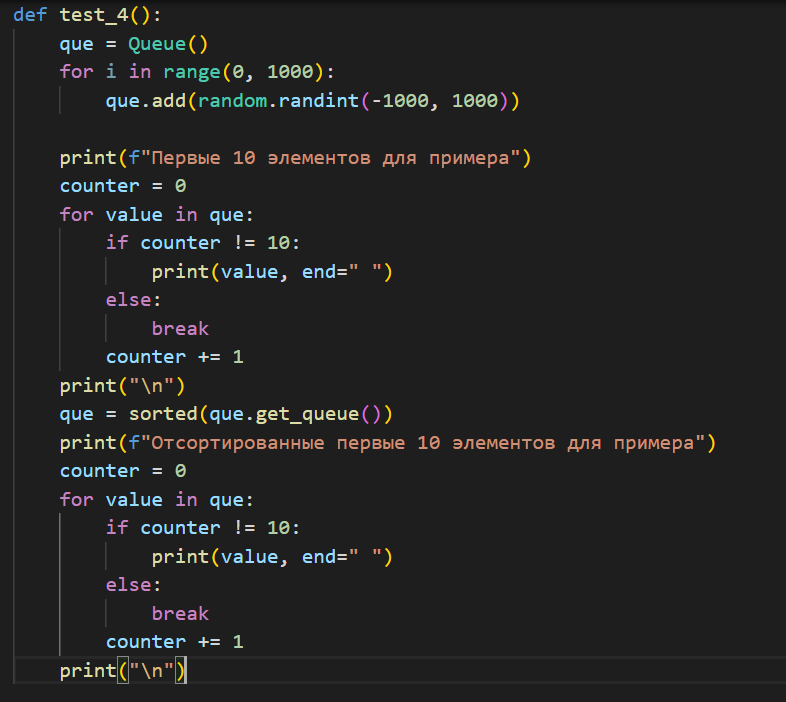 def test_4():
    que = Queue()
    for i in range(0, 1000):
        que.add(random.randint(-1000, 1000))

    print(f"Первые 10 элементов для примера")
    counter = 0
    for value in que:
        if counter != 10:
            print(value, end=" ")
        else:
            break
        counter += 1
    print("\n")
    que = sorted(que.get_queue())
    print(f"Отсортированные первые 10 элементов для примера")
    counter = 0
    for value in que:
        if counter != 10:
            print(value, end=" ")
        else:
            break
        counter += 1
    print("\n")